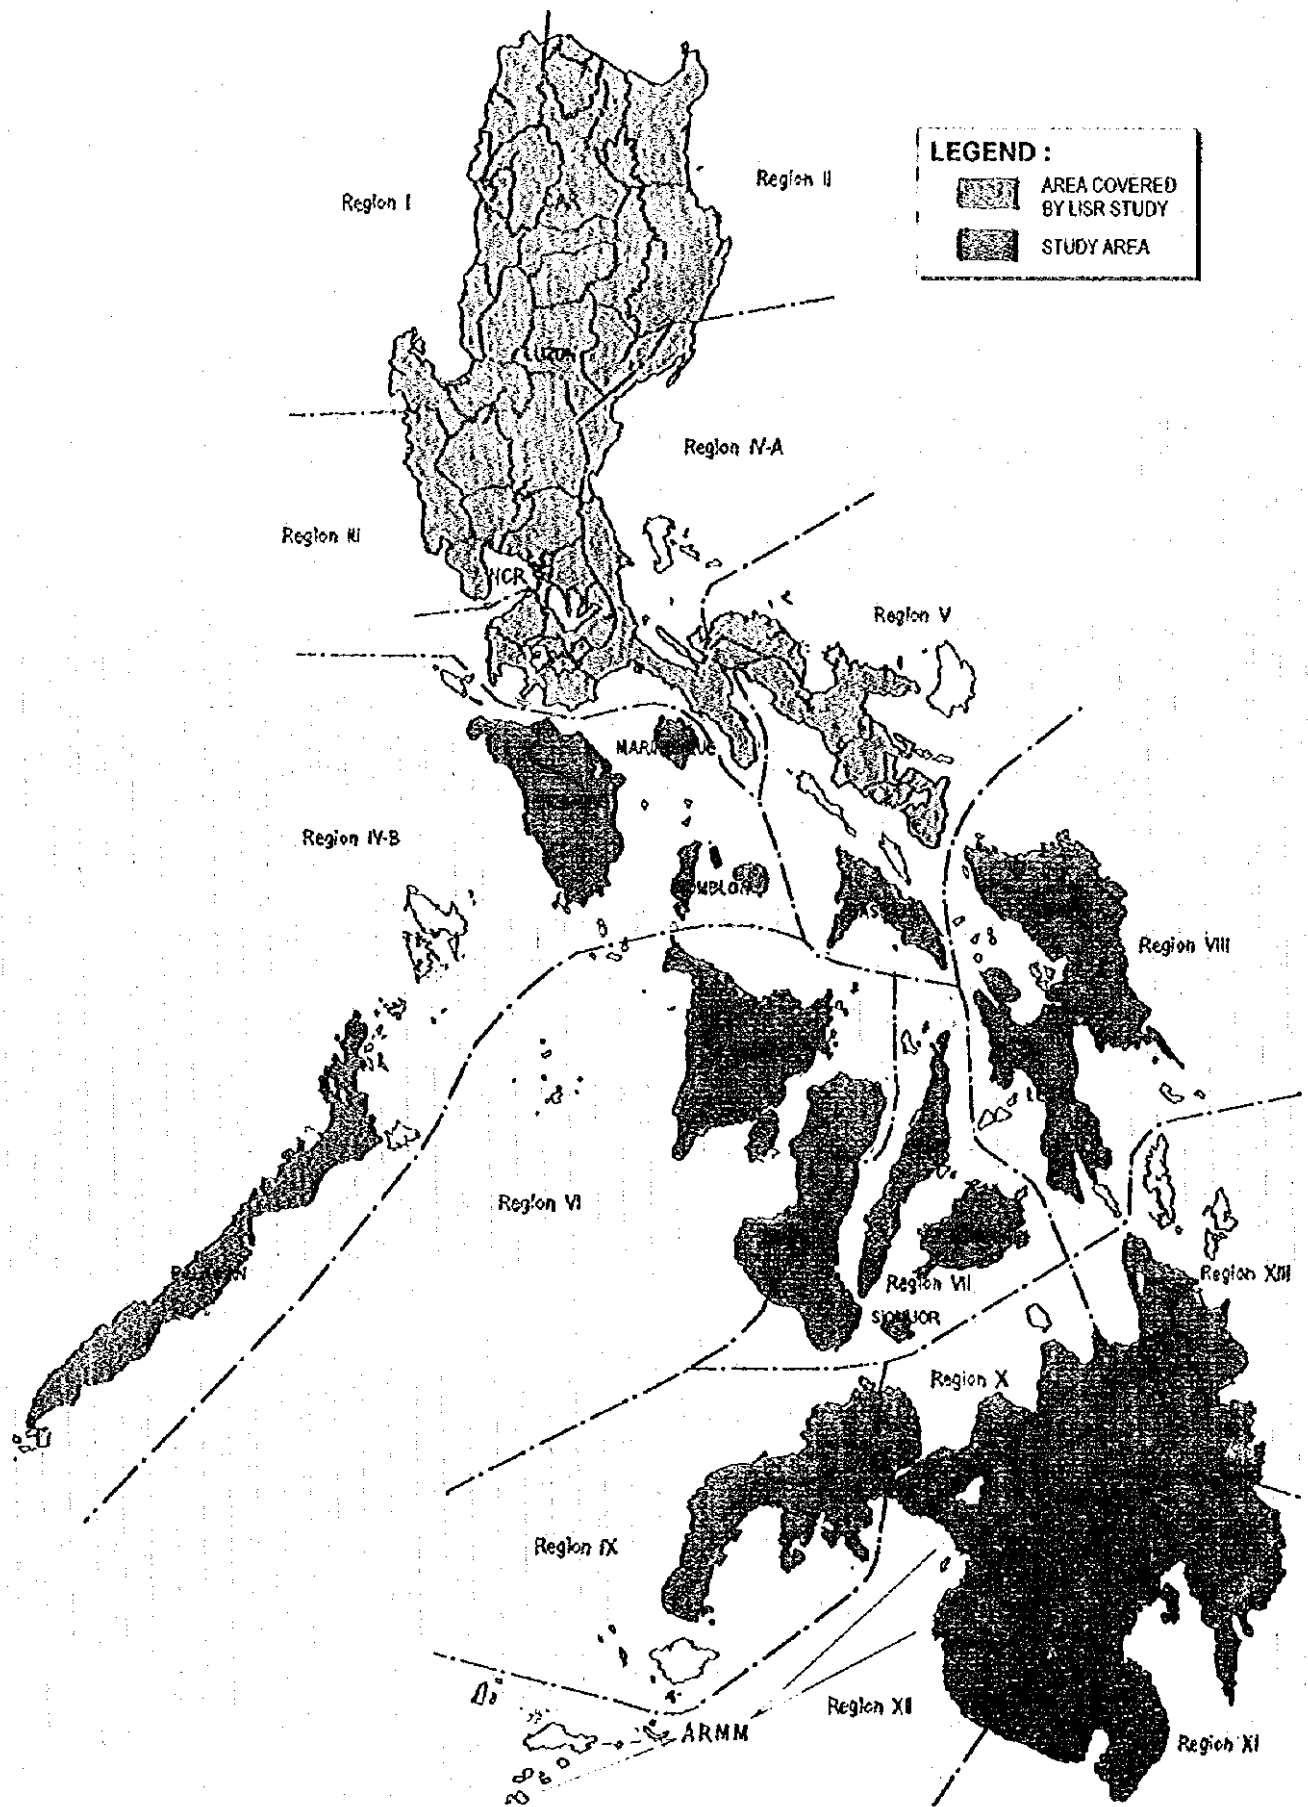 LEGEND :
AREA COVERED
BY LISR STUDY
STUDY AREA
Region I
Region II
CAR
LUZON
Region IV-A
Region III
NCR
Region V
MARINDUQUE
Region IV-B
ROMBLON
Region VIII
Region VI
Region VII
Region XIII
SIQUIJOR
Region X
Region IX
Region XII
ARMM
Region XI